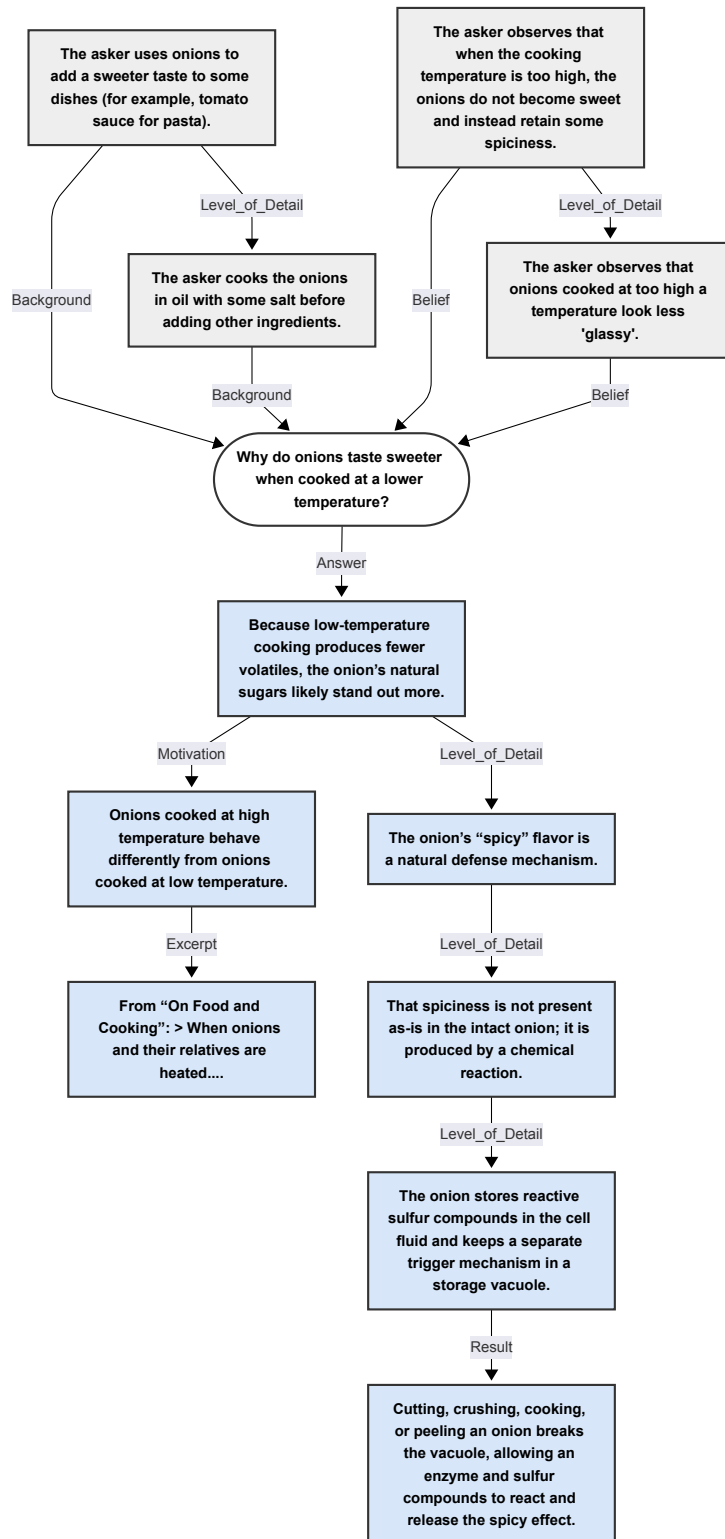 The asker uses onions to
add a sweeter taste to some
dishes (for example, tomato
sauce for pasta).
The asker observes that
when the cooking
temperature is too high, the
onions do not become sweet
and instead retain some
spiciness.
Level_of_Detail
Level_of_Detail
Background
The asker cooks the onions
in oil with some salt before
adding other ingredients.
Belief
The asker observes that
onions cooked at too high a
temperature look less
'glassy'.
Background
Belief
Why do onions taste sweeter
when cooked at a lower
temperature?
Answer
Because low-temperature
cooking produces fewer
volatiles, the onion’s natural
sugars likely stand out more.
Motivation
Level_of_Detail
Onions cooked at high
temperature behave
differently from onions
cooked at low temperature.
The onion’s “spicy” flavor is
a natural defense mechanism.
Excerpt
Level_of_Detail
From “On Food and
Cooking”: > When onions
and their relatives are
heated....
That spiciness is not present
as-is in the intact onion; it is
produced by a chemical
reaction.
Level_of_Detail
The onion stores reactive
sulfur compounds in the cell
fluid and keeps a separate
trigger mechanism in a
storage vacuole.
Result
Cutting, crushing, cooking,
or peeling an onion breaks
the vacuole, allowing an
enzyme and sulfur
compounds to react and
release the spicy effect.